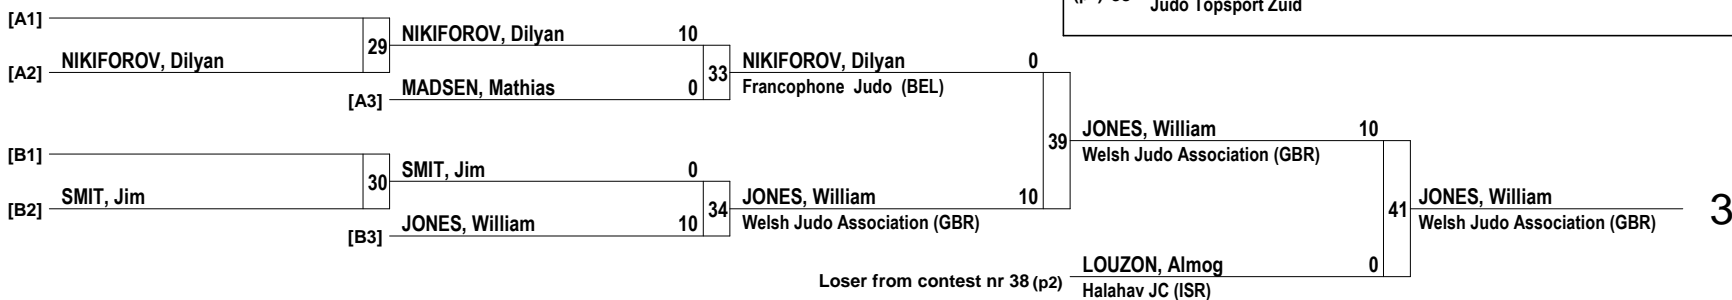 Judo Topsport Zuid
[A1]
29 NIKIFOROV, Dilyan 10
[A2] NIKIFOROV, Dilyan
33 NIKIFOROV, Dilyan 0
Francophone Judo (BEL)
[A3] MADSEN, Mathias 0
39 JONES, William 10
Welsh Judo Association (GBR)
[B1]
30 SMIT, Jim 0
[B2] SMIT, Jim
34 JONES, William 10
Welsh Judo Association (GBR)
[B3] JONES, William 10
41 JONES, William 3
Welsh Judo Association (GBR)
Loser from contest nr 38 (p2) LOUZON, Almog 0
Halahav JC (ISR)